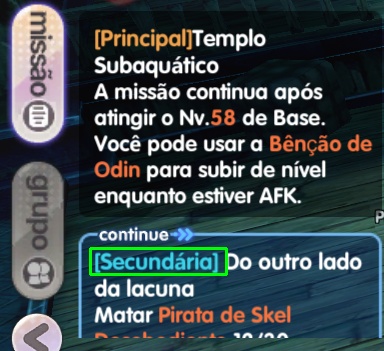 missão
grupo
[Principal]Templo
Subaquático
A missão continua após
atingir o Nv.58 de Base.
Você pode usar a Bênção de
Odin para subir de nível
enquanto estiver AFK.
P
continue
[Secundária] Do outro lado
da lacuna
Matar Pirata de Skel